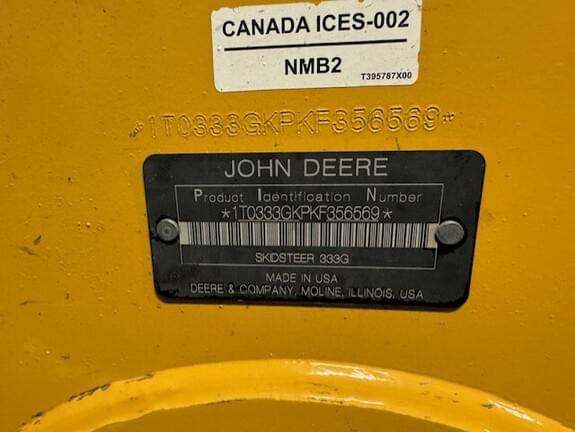 CANADA ICES-002
NMB2
T395787X00
*1T0333GKPKF356569*
JOHN DEERE
Product Identification Number
*1T0333GKPKF356569*
SKIDSTEER 333G
MADE IN USA
DEERE & COMPANY, MOLINE, ILLINOIS, USA